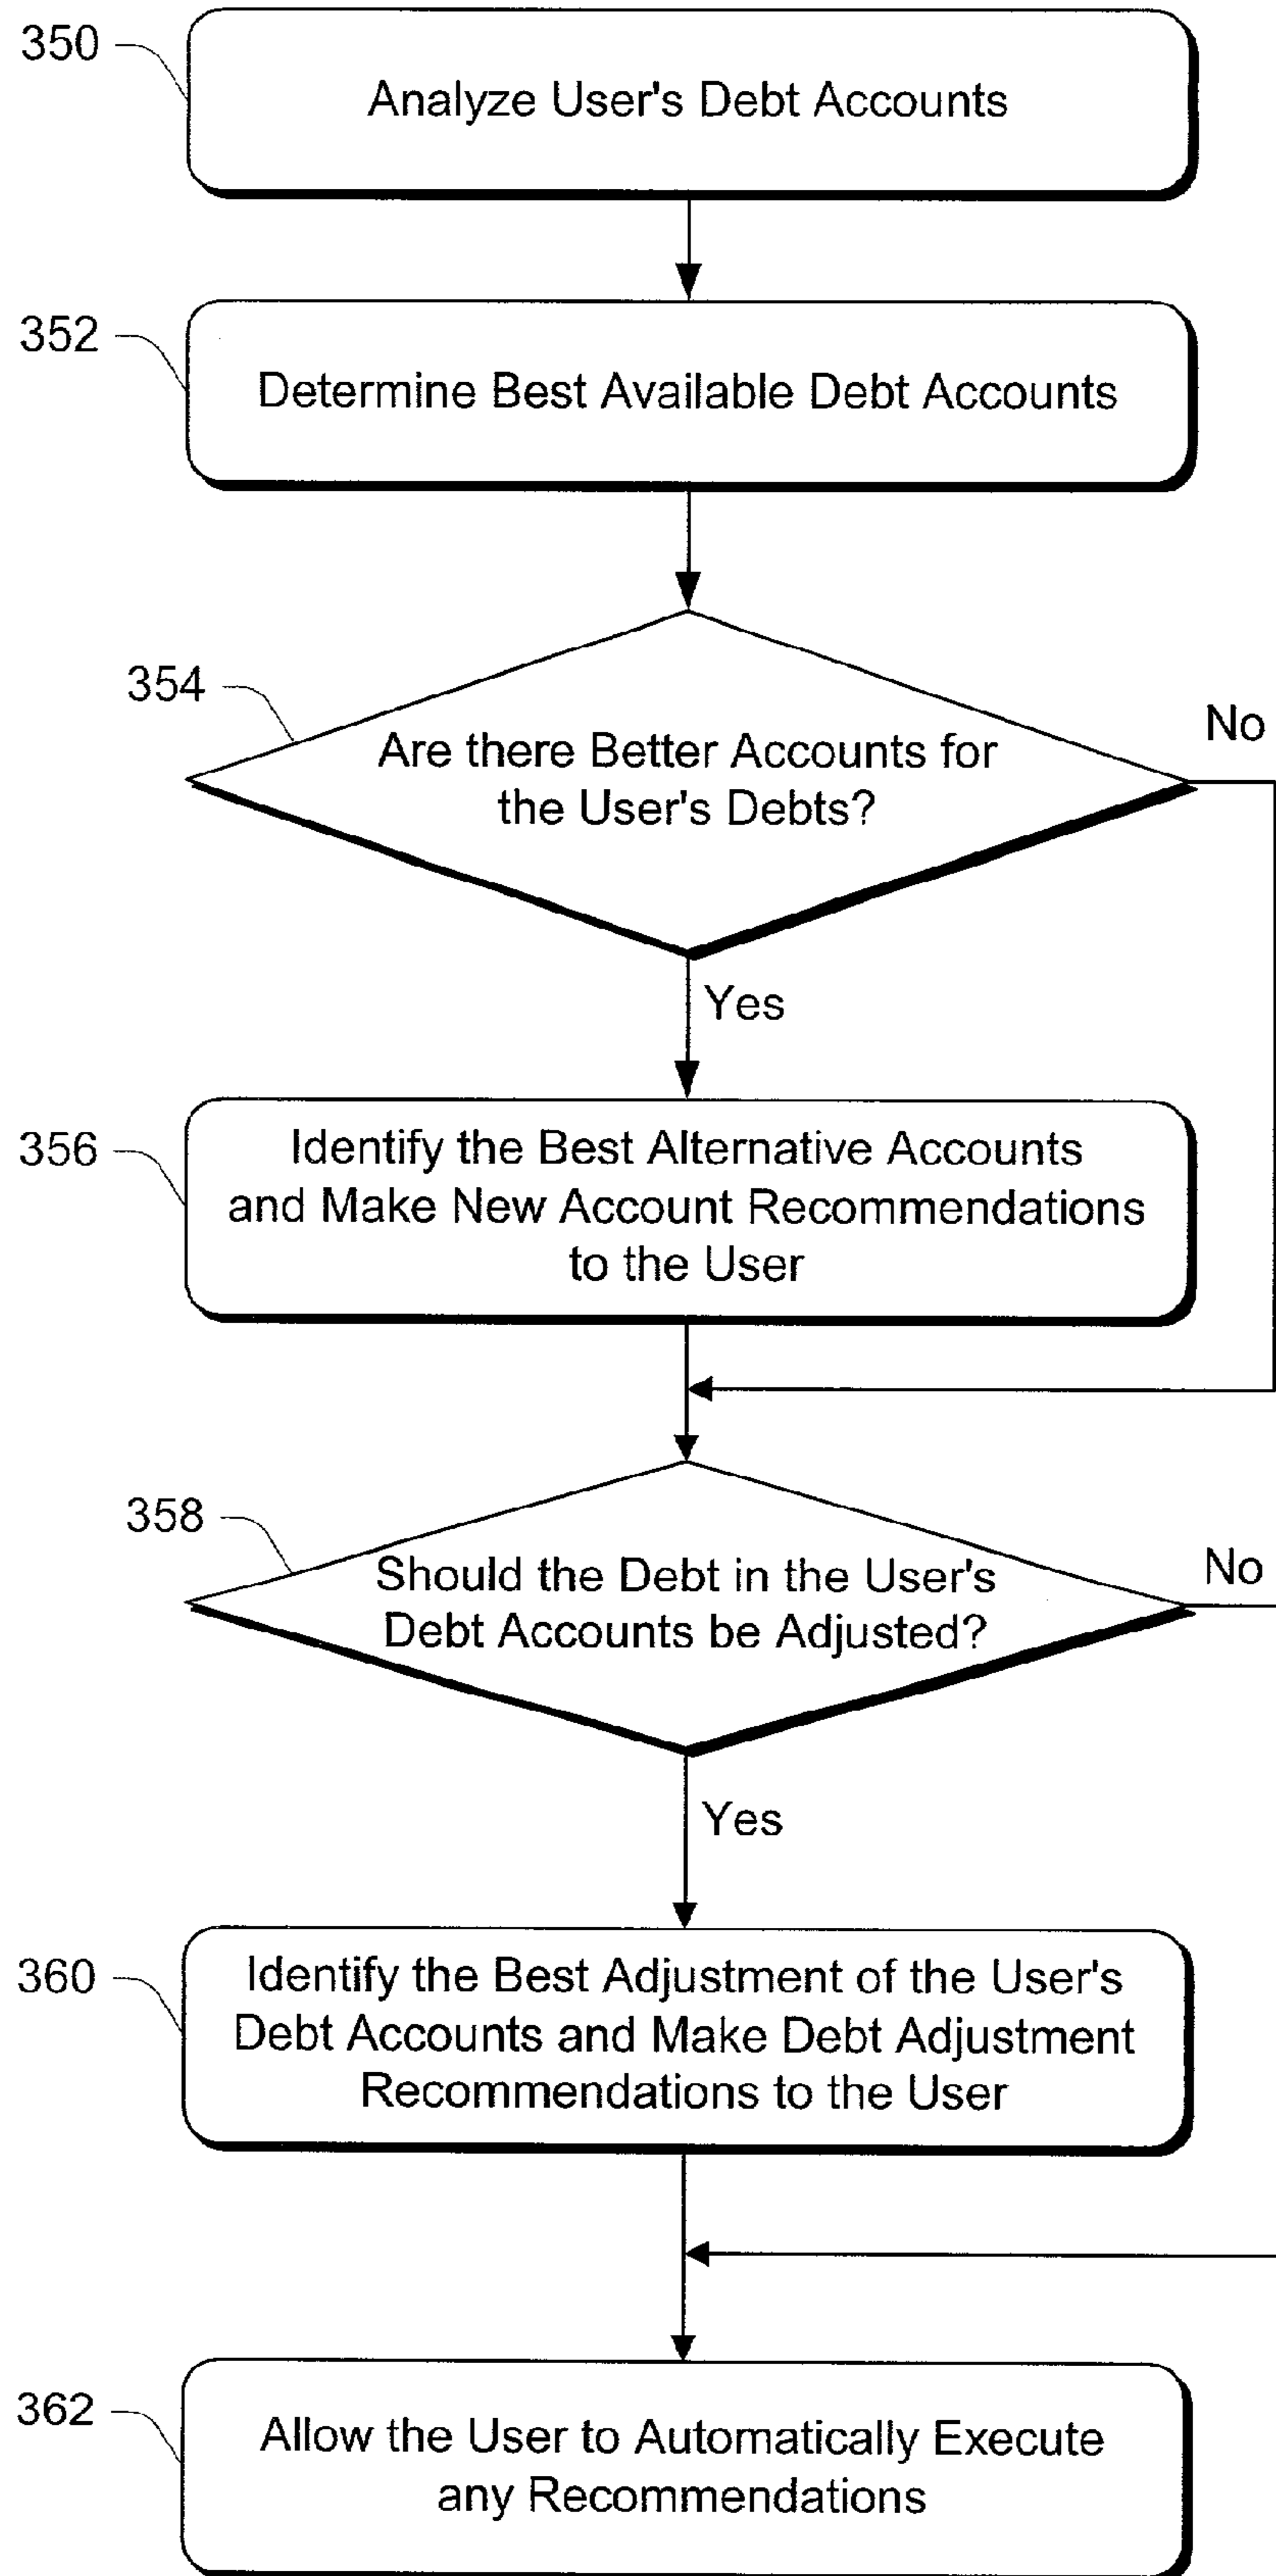 350
Analyze User's Debt Accounts
352
Determine Best Available Debt Accounts
354
Are there Better Accounts for
the User's Debts?
No
Yes
356
Identify the Best Alternative Accounts
and Make New Account Recommendations
to the User
358
Should the Debt in the User's
Debt Accounts be Adjusted?
No
Yes
360
Identify the Best Adjustment of the User's
Debt Accounts and Make Debt Adjustment
Recommendations to the User
362
Allow the User to Automatically Execute
any Recommendations